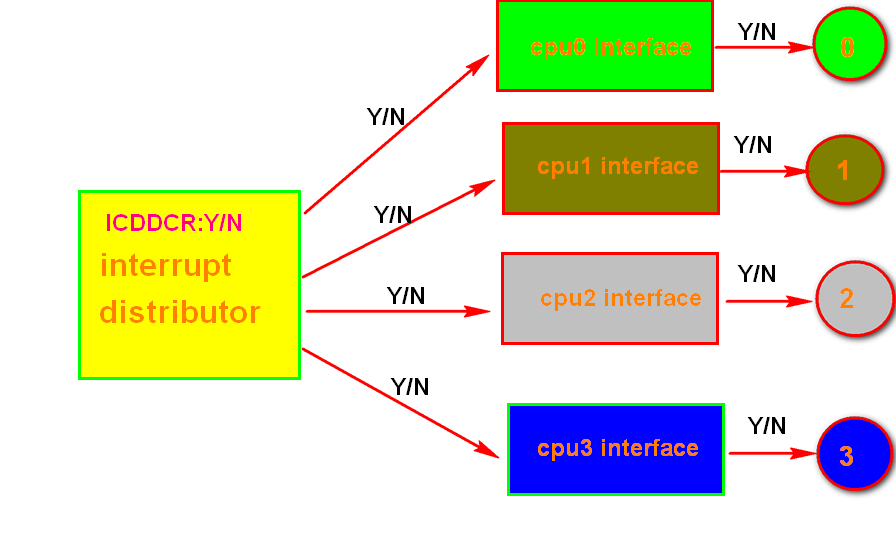 cpu0 Interface
Y/N
0
Y/N
cpu1 interface
Y/N
1
Y/N
ICDDCR:Y/N
interrupt
distributor
Y/N
cpu2 interface
Y/N
2
Y/N
cpu3 interface
Y/N
3